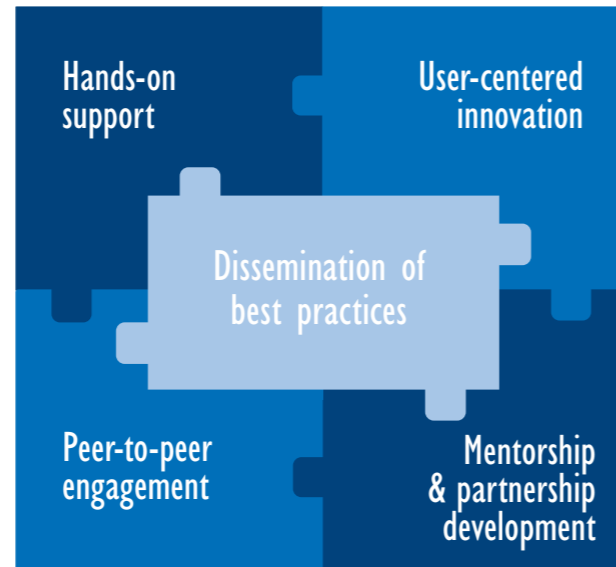 Hands-on
support
User-centered
innovation
Dissemination of
best practices
Peer-to-peer
engagement
Mentorship
& partnership
development